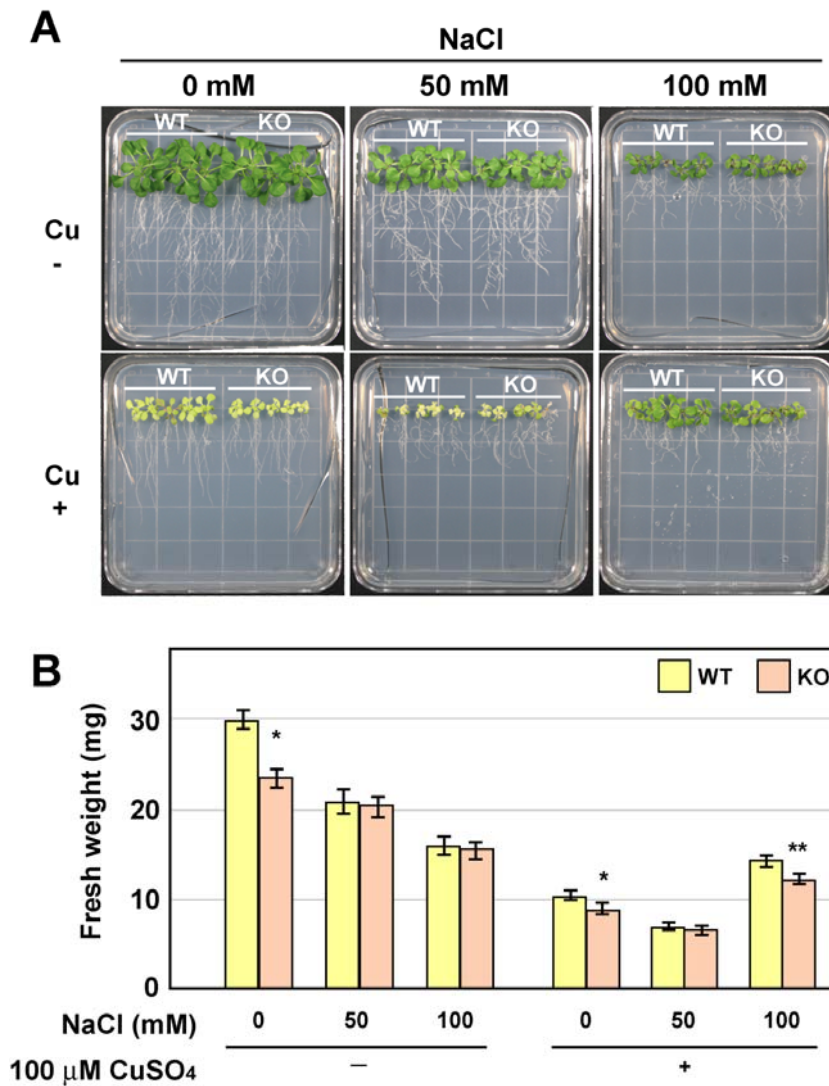 A
NaCl
0 mM 50 mM 100 mM
WT KO WT KO WT KO
Cu
-
WT KO WT KO WT KO
Cu
+
B
WT KO
Fresh weight (mg)
30
20
10
0
* * **
NaCl (mM) 0 50 100 0 50 100
100 μM CuSO₄ − +